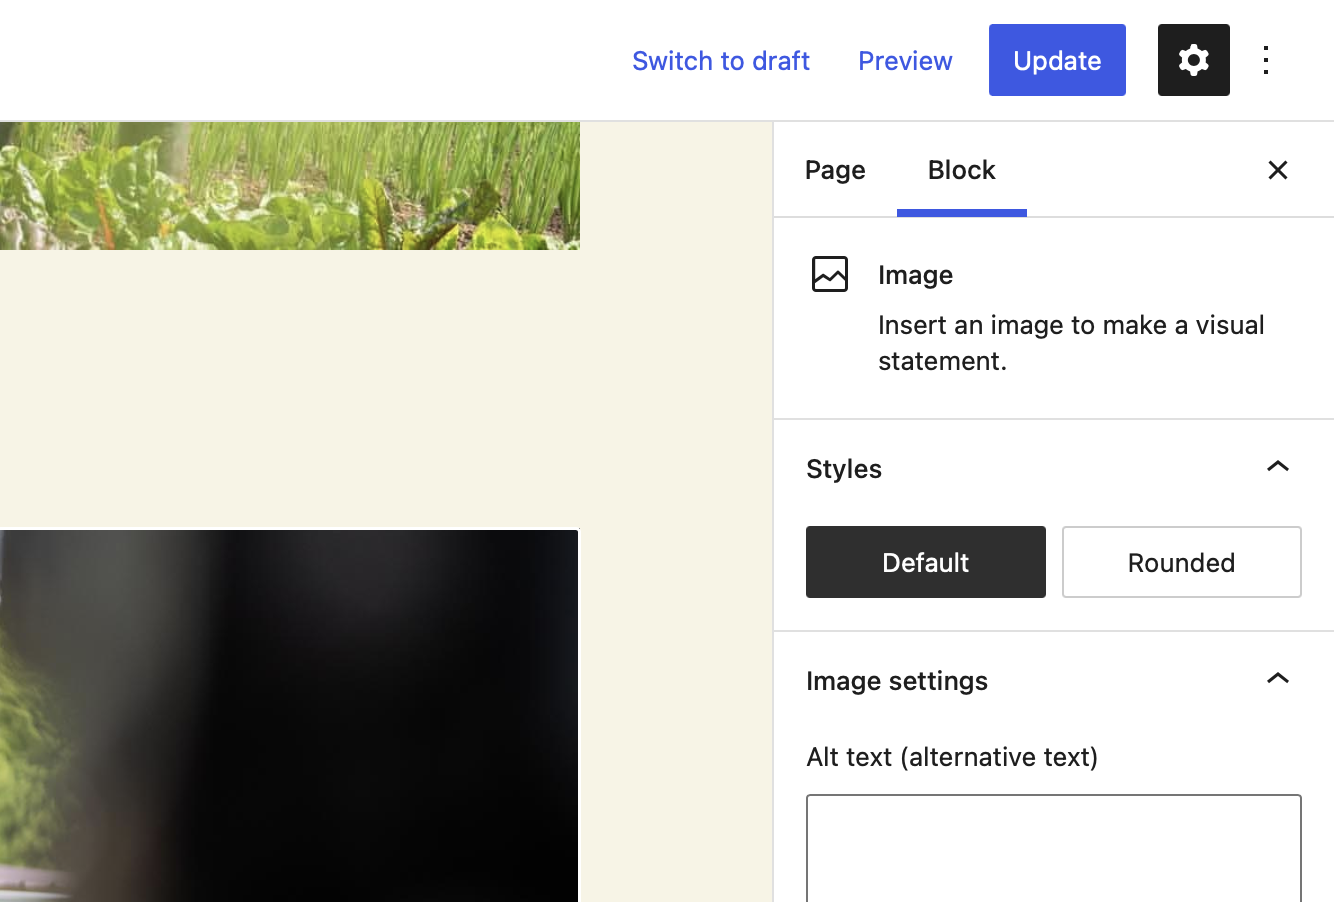 Switch to draft
Preview
Update
Page
Block
Image
Insert an image to make a visual
statement.
Styles
Default
Rounded
Image settings
Alt text (alternative text)